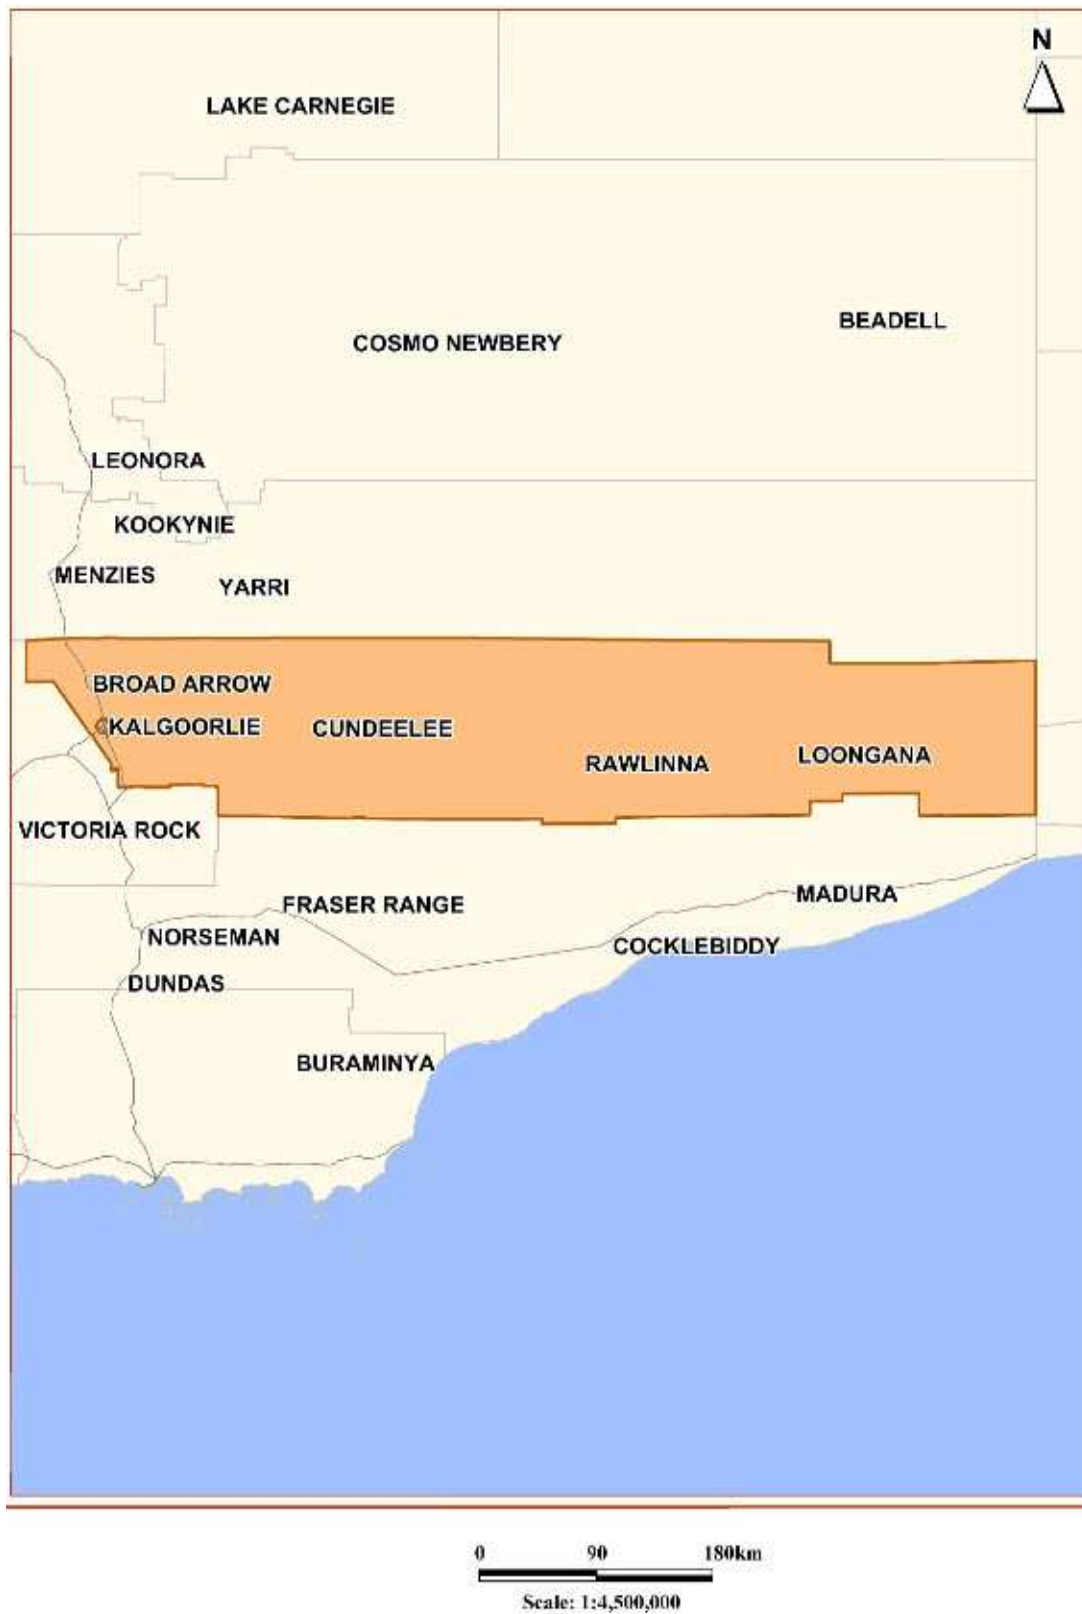 N
LAKE CARNEGIE
BEADELL
COSMO NEWBERY
LEONORA
KOOKYNIE
MENZIES
YARRI
BROAD ARROW
KALGOORLIE
CUNDEELEE
LOONGANA
RAWLINNA
VICTORIA ROCK
MADURA
FRASER RANGE
NORSEMAN
COCKLEBIDDY
DUNDAS
BURAMINYA
0 90 180km
Scale: 1:4,500,000